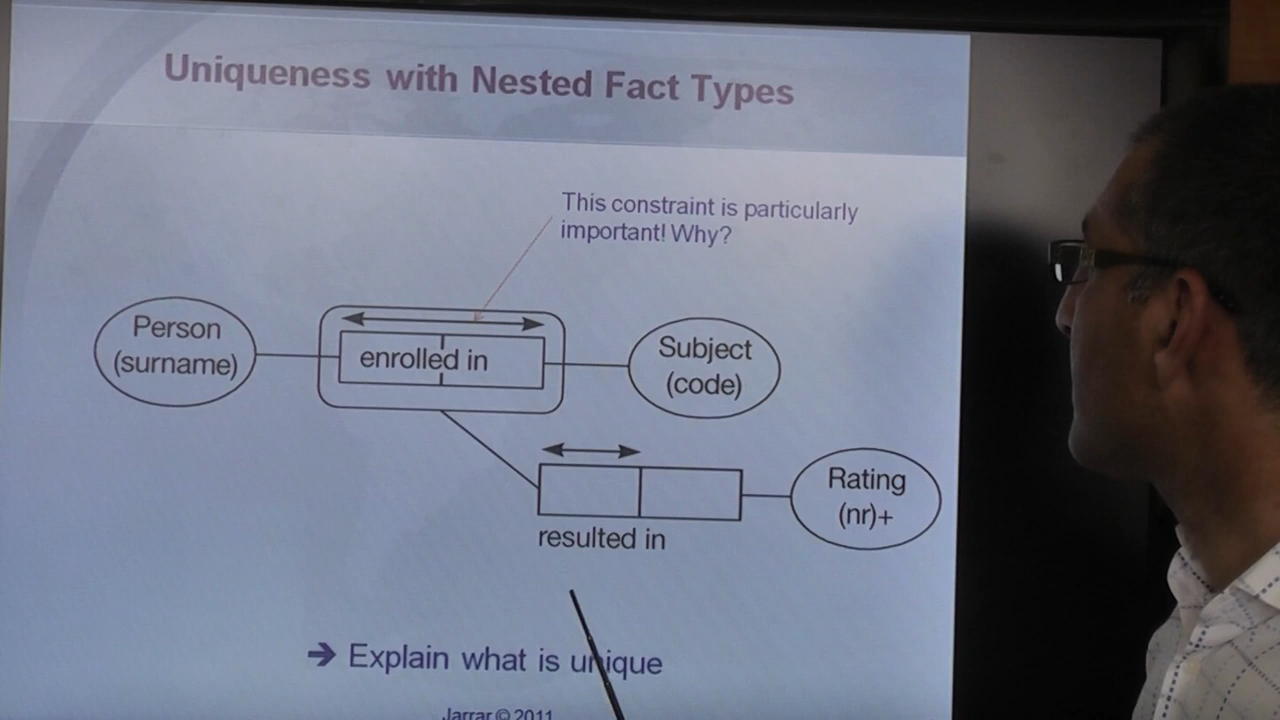 Uniqueness with Nested Fact Types
This constraint is particularly
important! Why?
Person
(surname)
enrolled in
Subject
(code)
Rating
(nr)+
resulted in
➔ Explain what is unique
Jarrar © 2011